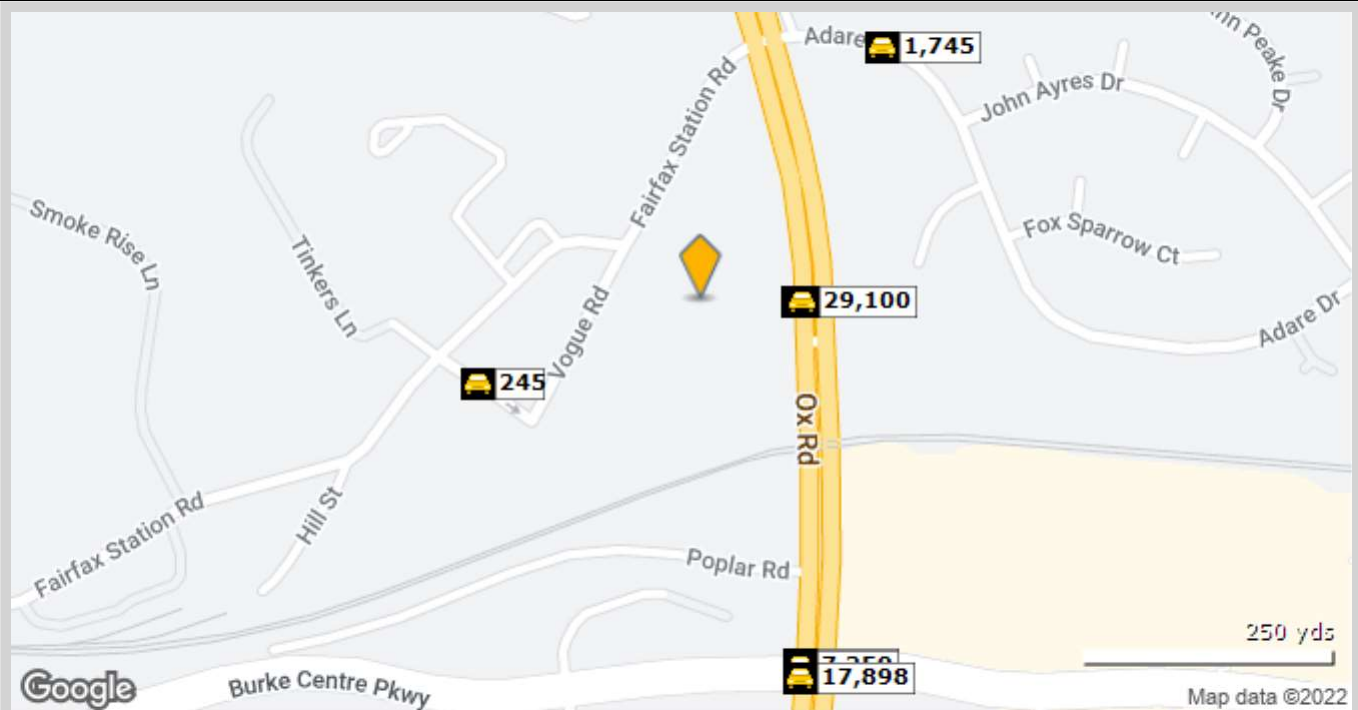 Adare
1,745
nn Peake Dr
John Ayres Dr
Fairfax Station Rd
Smoke Rise Ln
Fox Sparrow Ct
Tinkers Ln
29,100
Vogue Rd
Adare Dr
245
Ox Rd
Hill St
Fairfax Station Rd
Poplar Rd
250 yds
17,898
Burke Centre Pkwy
Google
Map data ©2022